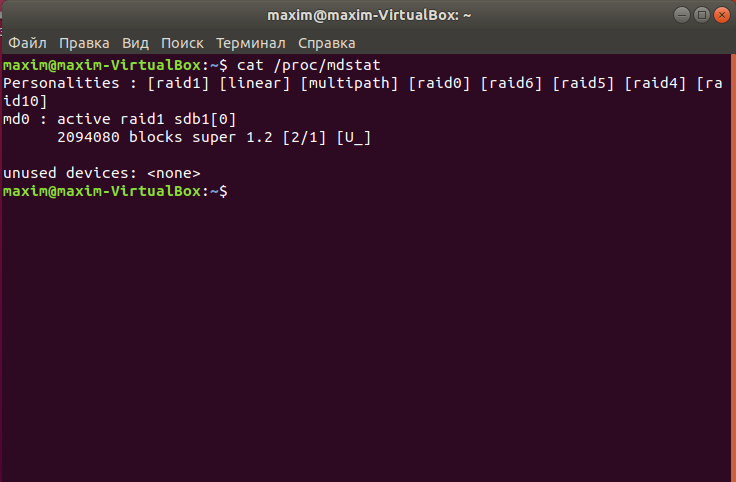 maxim@maxim-VirtualBox: ~
Файл Правка Вид Поиск Терминал Справка
maxim@maxim-VirtualBox:~$ cat /proc/mdstat
Personalities : [raid1] [linear] [multipath] [raid0] [raid6] [raid5] [raid4] [ra
id10]
md0 : active raid1 sdb1[0]
      2094080 blocks super 1.2 [2/1] [U_]

unused devices: <none>
maxim@maxim-VirtualBox:~$